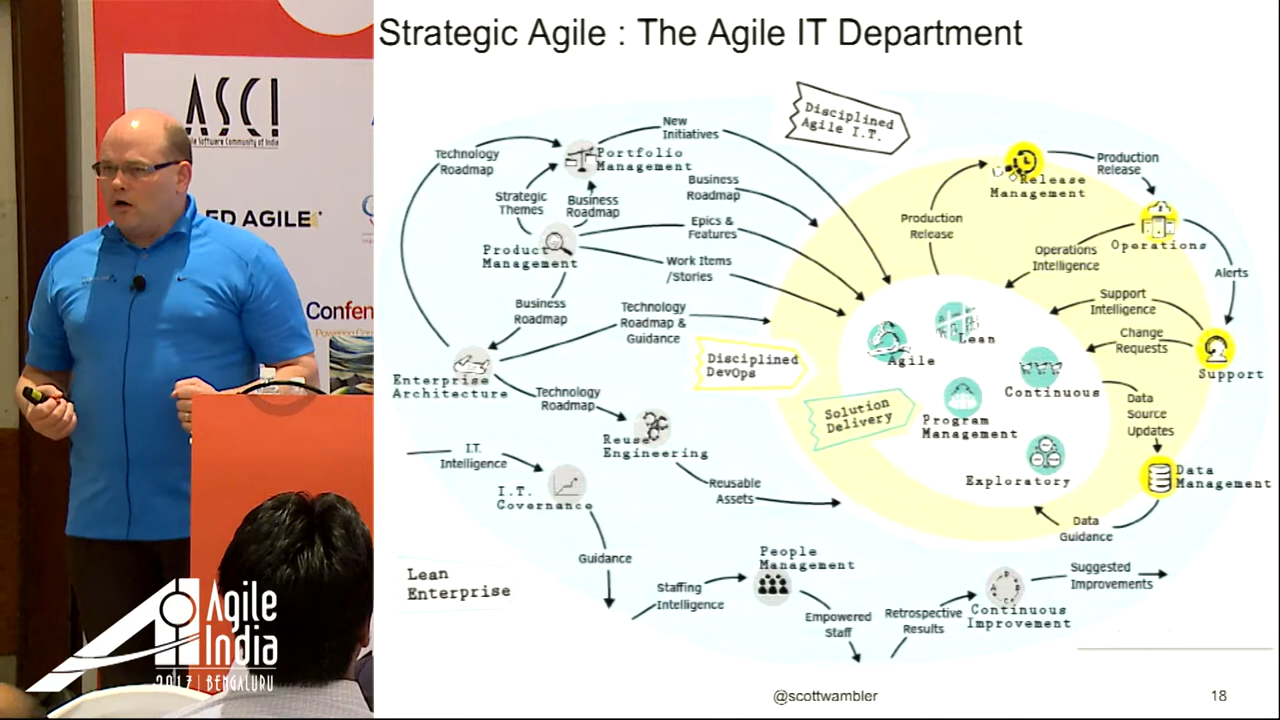 Strategic Agile : The Agile IT Department
ASCI
le Software Community of India
ED AGILE
Confen
Agile
India
2017 | BENGALURU
Disciplined
Agile I.T.
New
Initiatives
Technology
Roadmap
Portfolio
Management
Strategic
Themes
Business
Roadmap
Business
Roadmap
Product
Management
Epics &
Features
Work Items
/Stories
Business
Roadmap
Technology
Roadmap &
Guidance
Enterprise
Architecture
Technology
Roadmap
Reuse
Engineering
Reusable
Assets
I.T.
Intelligence
I.T.
Governance
Guidance
Lean
Enterprise
Staffing
Intelligence
People
Management
Empowered
Staff
Retrospective
Results
Continuous
Improvement
Suggested
Improvements
Disciplined
DevOps
Solution
Delivery
Agile
Lean
Continuous
Program
Management
Exploratory
Production
Release
Release
Management
Production
Release
Operations
Operations
Intelligence
Alerts
Support
Intelligence
Change
Requests
Support
Data
Source
Updates
Data
Management
Data
Guidance
@scottwambler
18